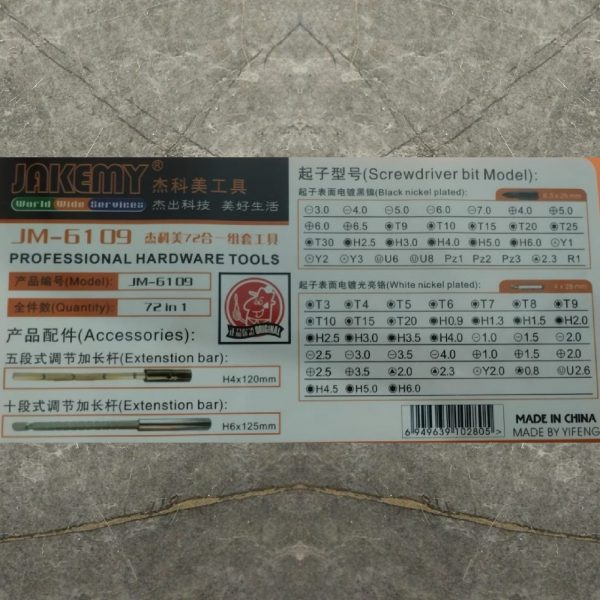 JAKEMY® 杰科美工具
World Wide Services 杰出科技 美好生活
JM-6109 杰科美72合一组套工具
PROFESSIONAL HARDWARE TOOLS
产品编号(Model): JM-6109
全件数(Quantity): 72 in 1
ORIGINAL
产品配件(Accessories):
五段式调节加长杆(Extenstion bar):
H4x120mm
十段式调节加长杆(Extenstion bar):
H6x125mm
起子型号(Screwdriver bit Model):
起子表面电镀黑镍(Black nickel plated):
⊖3.0 ⊖4.0 ⊖5.0 ⊖6.0 ⊖7.0 ⊕4.0 ⊕5.0
⊕6.0 ⊕6.5 T9 T10 T15 T20 T25
T30 H2.5 H3.0 H4.0 H5.0 H6.0 Y1
Y2 Y3 U6 U8 Pz1 Pz2 Pz3 2.3 R1
起子表面电镀光亮铬(White nickel plated):
4 x 28 mm
T3 T4 T5 T6 T7 T8 T9
T10 T15 T20 H0.9 H1.3 H1.5 H2.0
H2.5 H3.0 H3.5 H4.0 ⊖1.0 ⊖1.5 ⊖2.0
⊖2.5 ⊖3.0 ⊖3.5 ⊖4.0 ⊕1.0 ⊕1.5 ⊕2.0
⊕2.5 ⊕3.5 2.0 2.3 Y2.0 0.8 U2.6
H4.5 H5.0 H6.0
6 949639 102805 >
MADE IN CHINA
MADE BY YIFENG